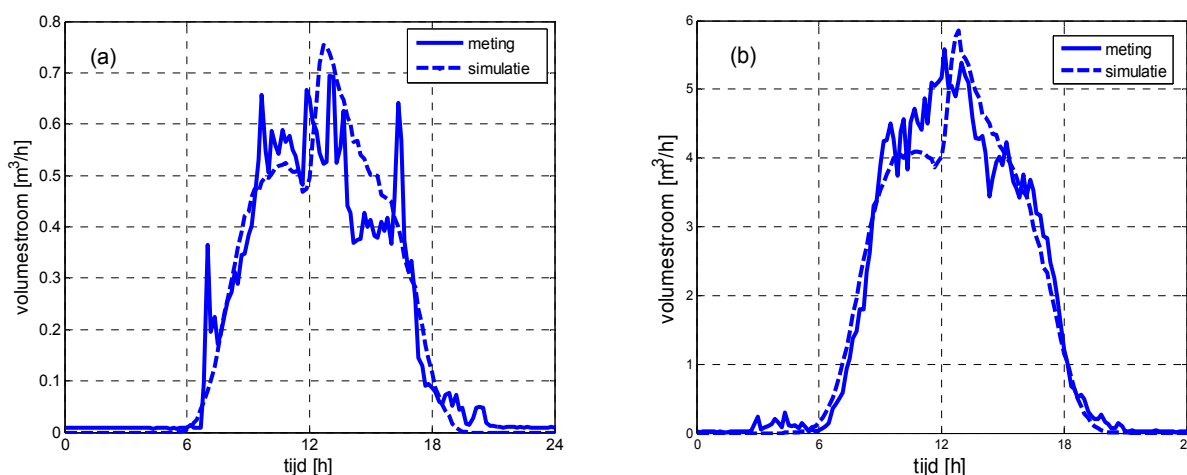 (a)
meting
simulatie
volumestroom [m³/h]
0.8
0.7
0.6
0.5
0.4
0.3
0.2
0.1
0
0
6
12
18
24
tijd [h]
(b)
meting
simulatie
volumestroom [m³/h]
6
5
4
3
2
1
0
0
6
12
18
2
tijd [h]